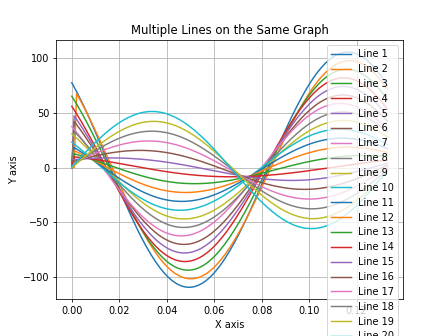 Multiple Lines on the Same Graph
Y axis
100
50
0
−50
−100
0.00
0.02
0.04
0.06
0.08
0.10
X axis
Line 1
Line 2
Line 3
Line 4
Line 5
Line 6
Line 7
Line 8
Line 9
Line 10
Line 11
Line 12
Line 13
Line 14
Line 15
Line 16
Line 17
Line 18
Line 19
Line 20